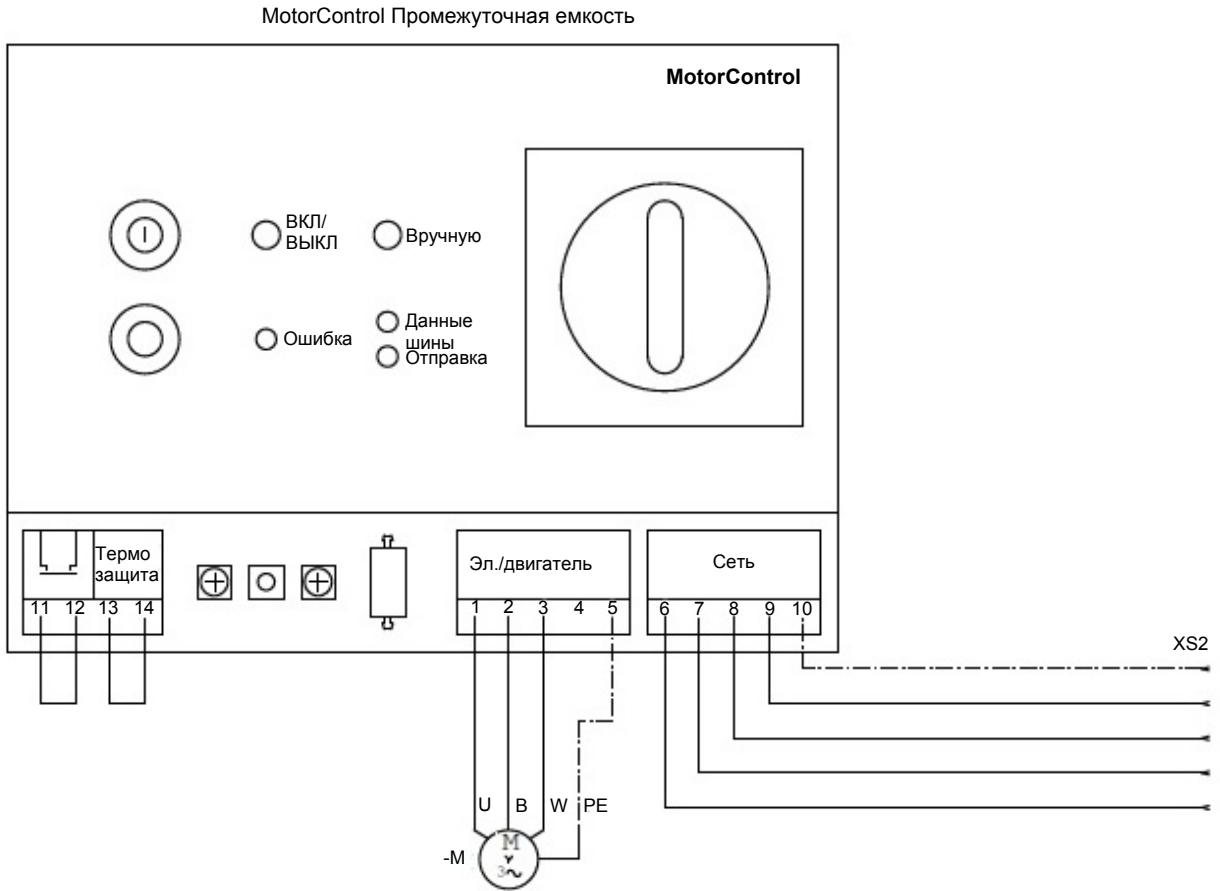 MotorControl Промежуточная емкость
MotorControl
I
ВКЛ/
ВЫКЛ
Вручную
Ошибка
Данные
шины
Отправка
Термо
защита
Эл./двигатель
Сеть
11 12 13 14
1 2 3 4 5
6 7 8 9 10
XS2
U B W PE
-M
M
Y
3~